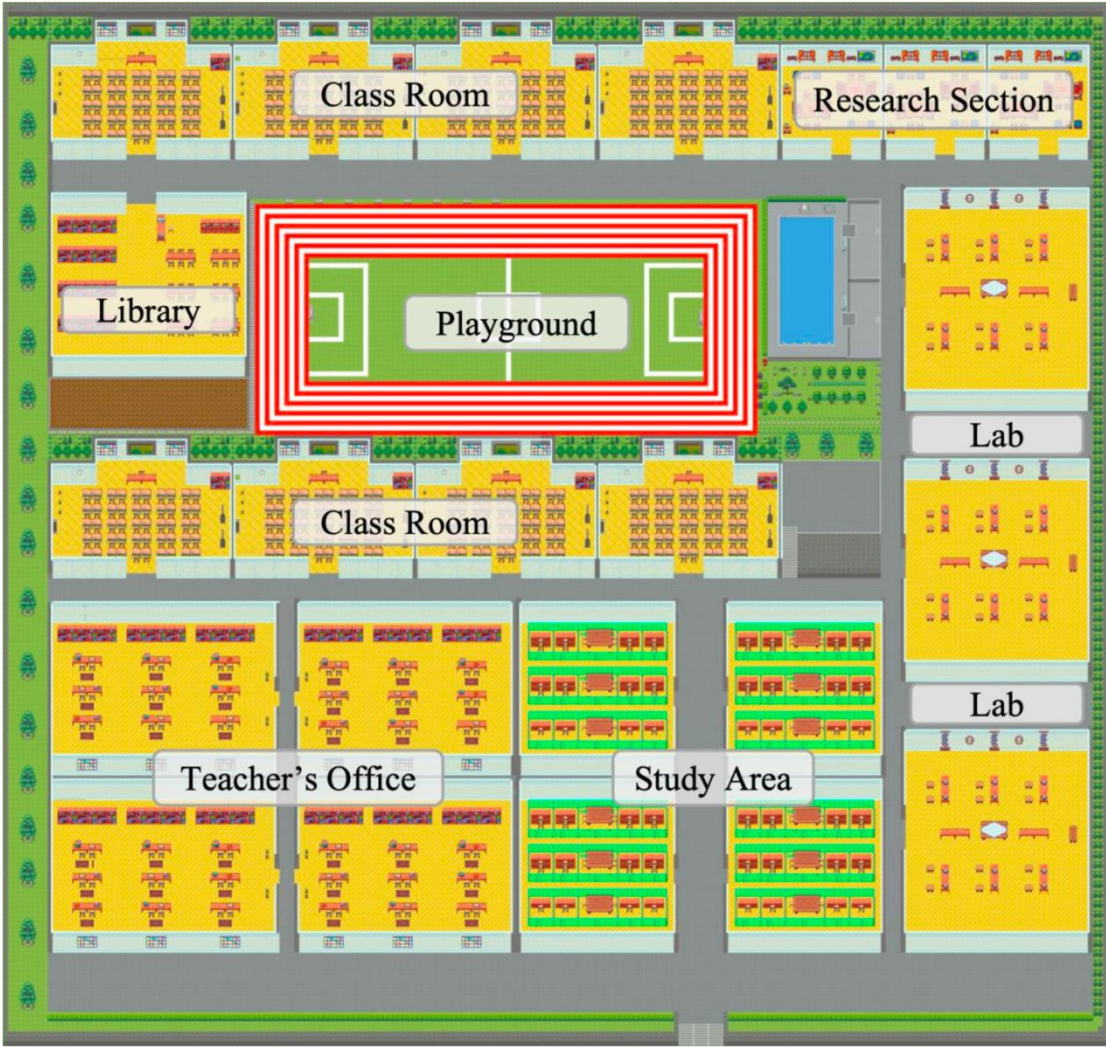 Class Room
Research Section
Library
Playground
Lab
Class Room
Lab
Teacher's Office
Study Area